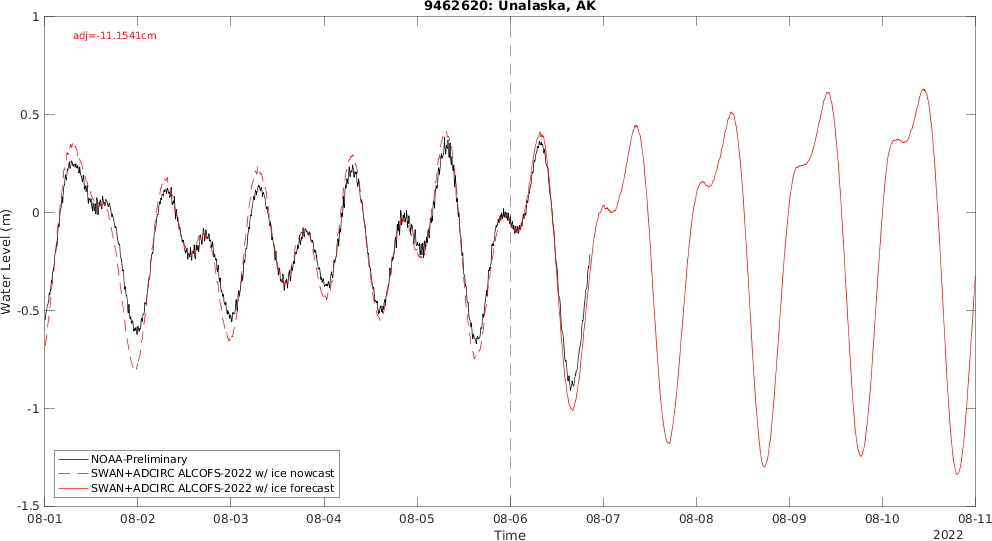 9462620: Unalaska, AK
adj=-11.1541cm
1
0.5
0
-0.5
-1
-1.5
Water Level (m)
NOAA-Preliminary
SWAN+ADCIRC ALCOFS-2022 w/ ice nowcast
SWAN+ADCIRC ALCOFS-2022 w/ ice forecast
08-01 08-02 08-03 08-04 08-05 08-06 08-07 08-08 08-09 08-10 08-11
Time
2022